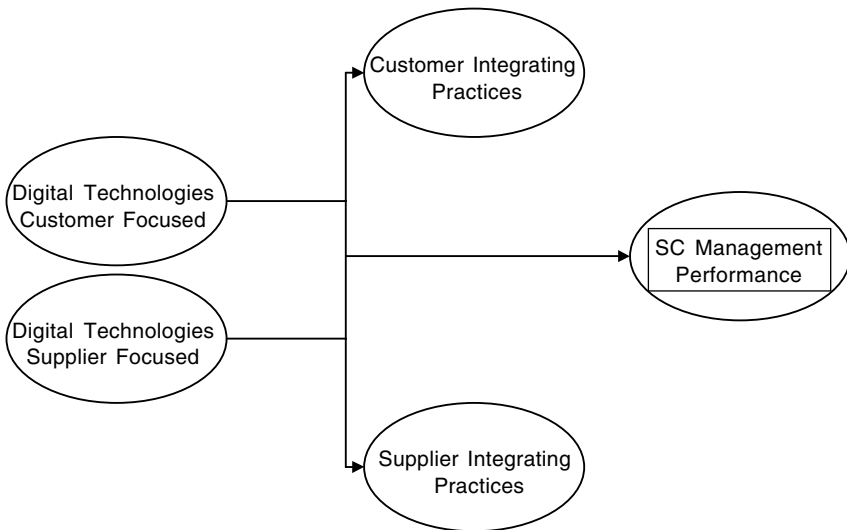 Customer Integrating
Practices
Digital Technologies
Customer Focused
SC Management
Performance
Digital Technologies
Supplier Focused
Supplier Integrating
Practices